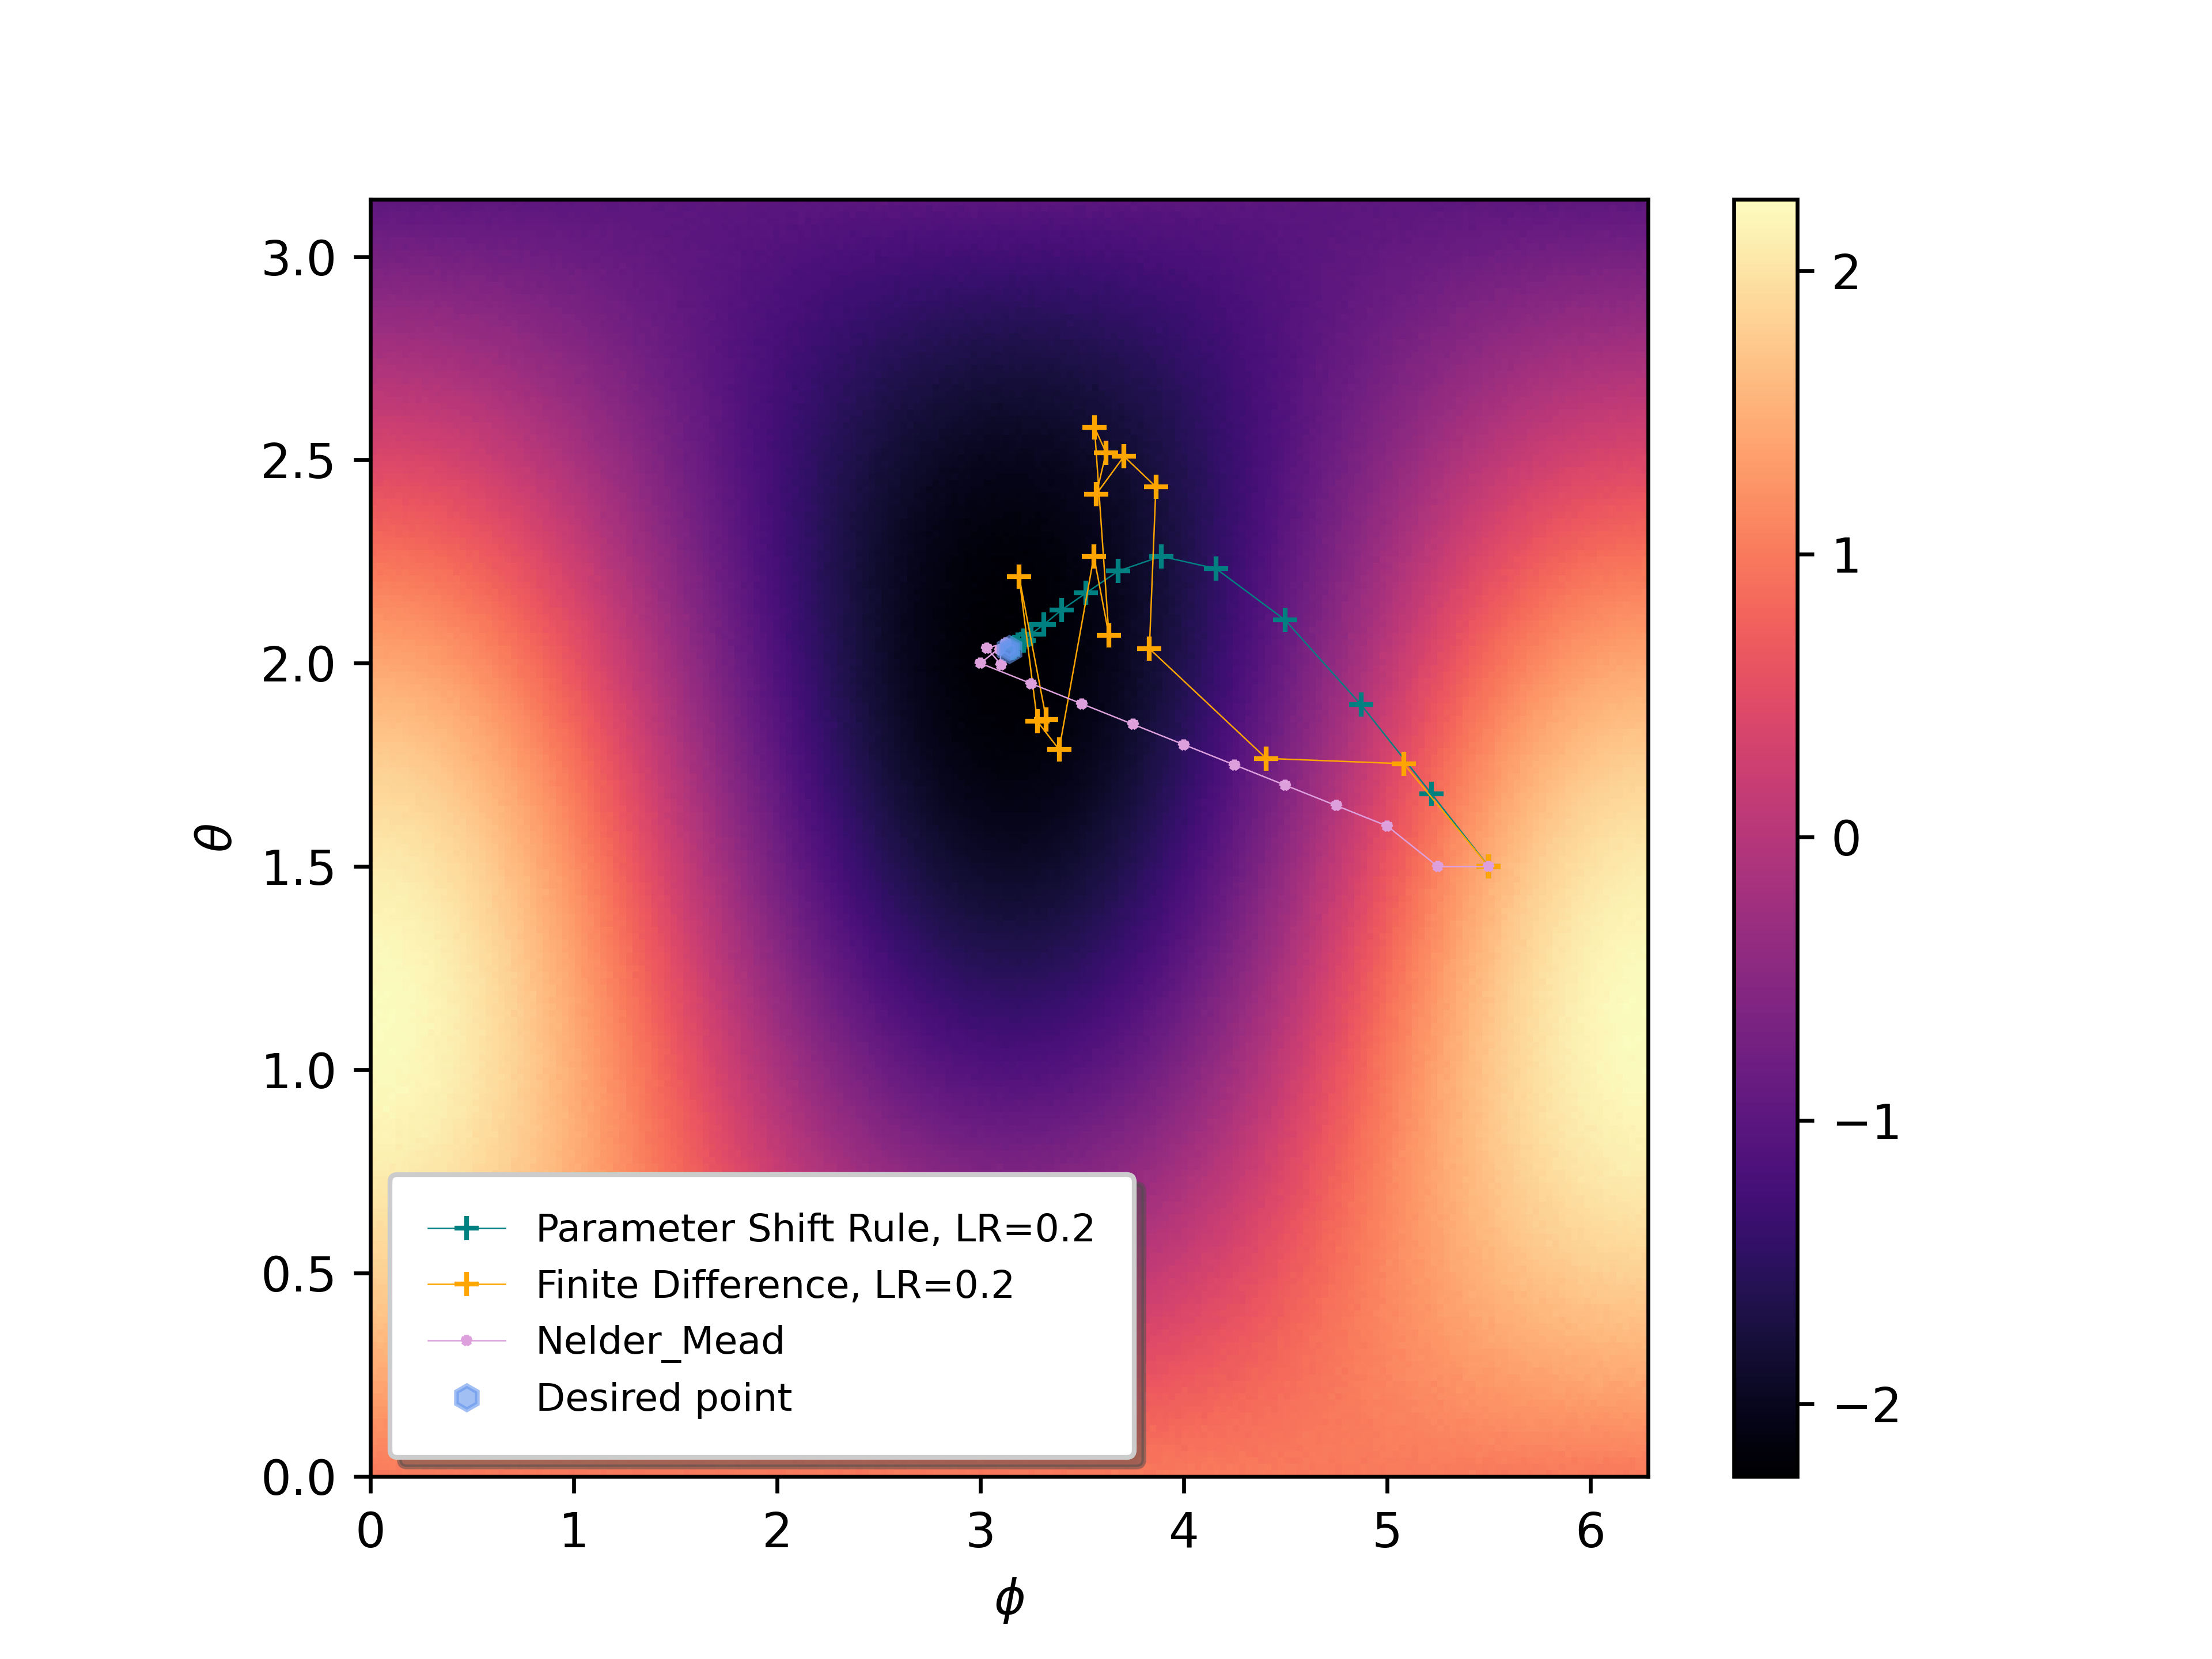 3.0
2.5
2.0
1.5
1.0
0.5
0.0
θ
0 1 2 3 4 5 6
ϕ
2
1
0
−1
−2
Parameter Shift Rule, LR=0.2
Finite Difference, LR=0.2
Nelder_Mead
Desired point